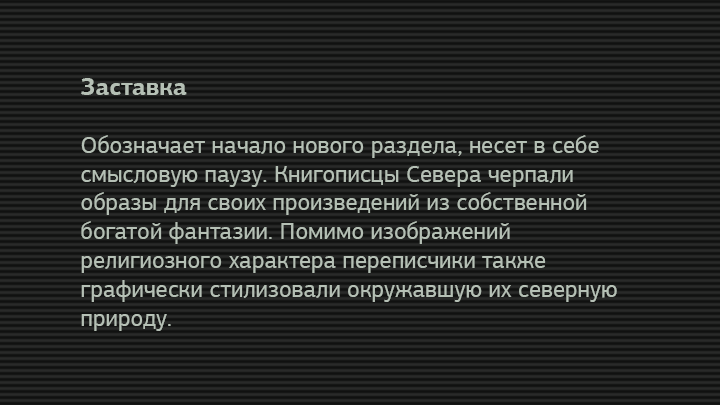 Заставка
Обозначает начало нового раздела, несет в себе
смысловую паузу. Книгописцы Севера черпали
образы для своих произведений из собственной
богатой фантазии. Помимо изображений
религиозного характера переписчики также
графически стилизовали окружавшую их северную
природу.